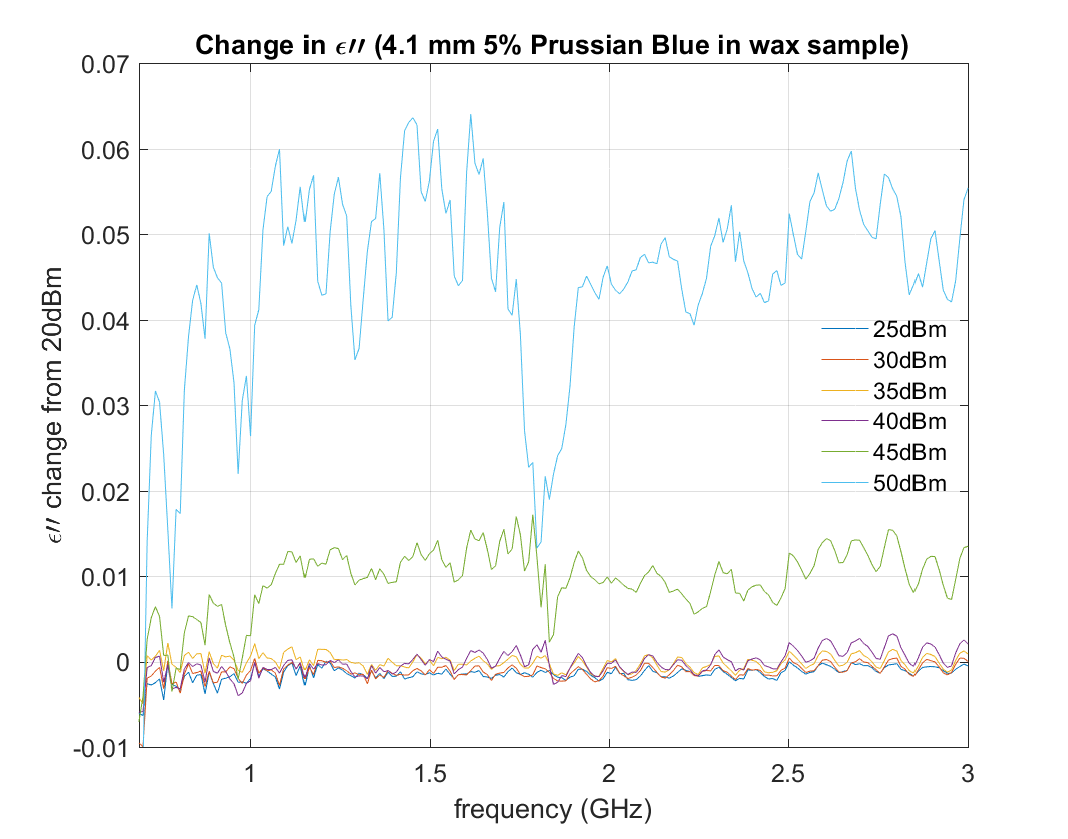 Change in ϵ′′ (4.1 mm 5% Prussian Blue in wax sample)
0.07
0.06
0.05
0.04
0.03
0.02
0.01
0
-0.01
ϵ′′ change from 20dBm
25dBm
30dBm
35dBm
40dBm
45dBm
50dBm
1
1.5
2
2.5
3
frequency (GHz)